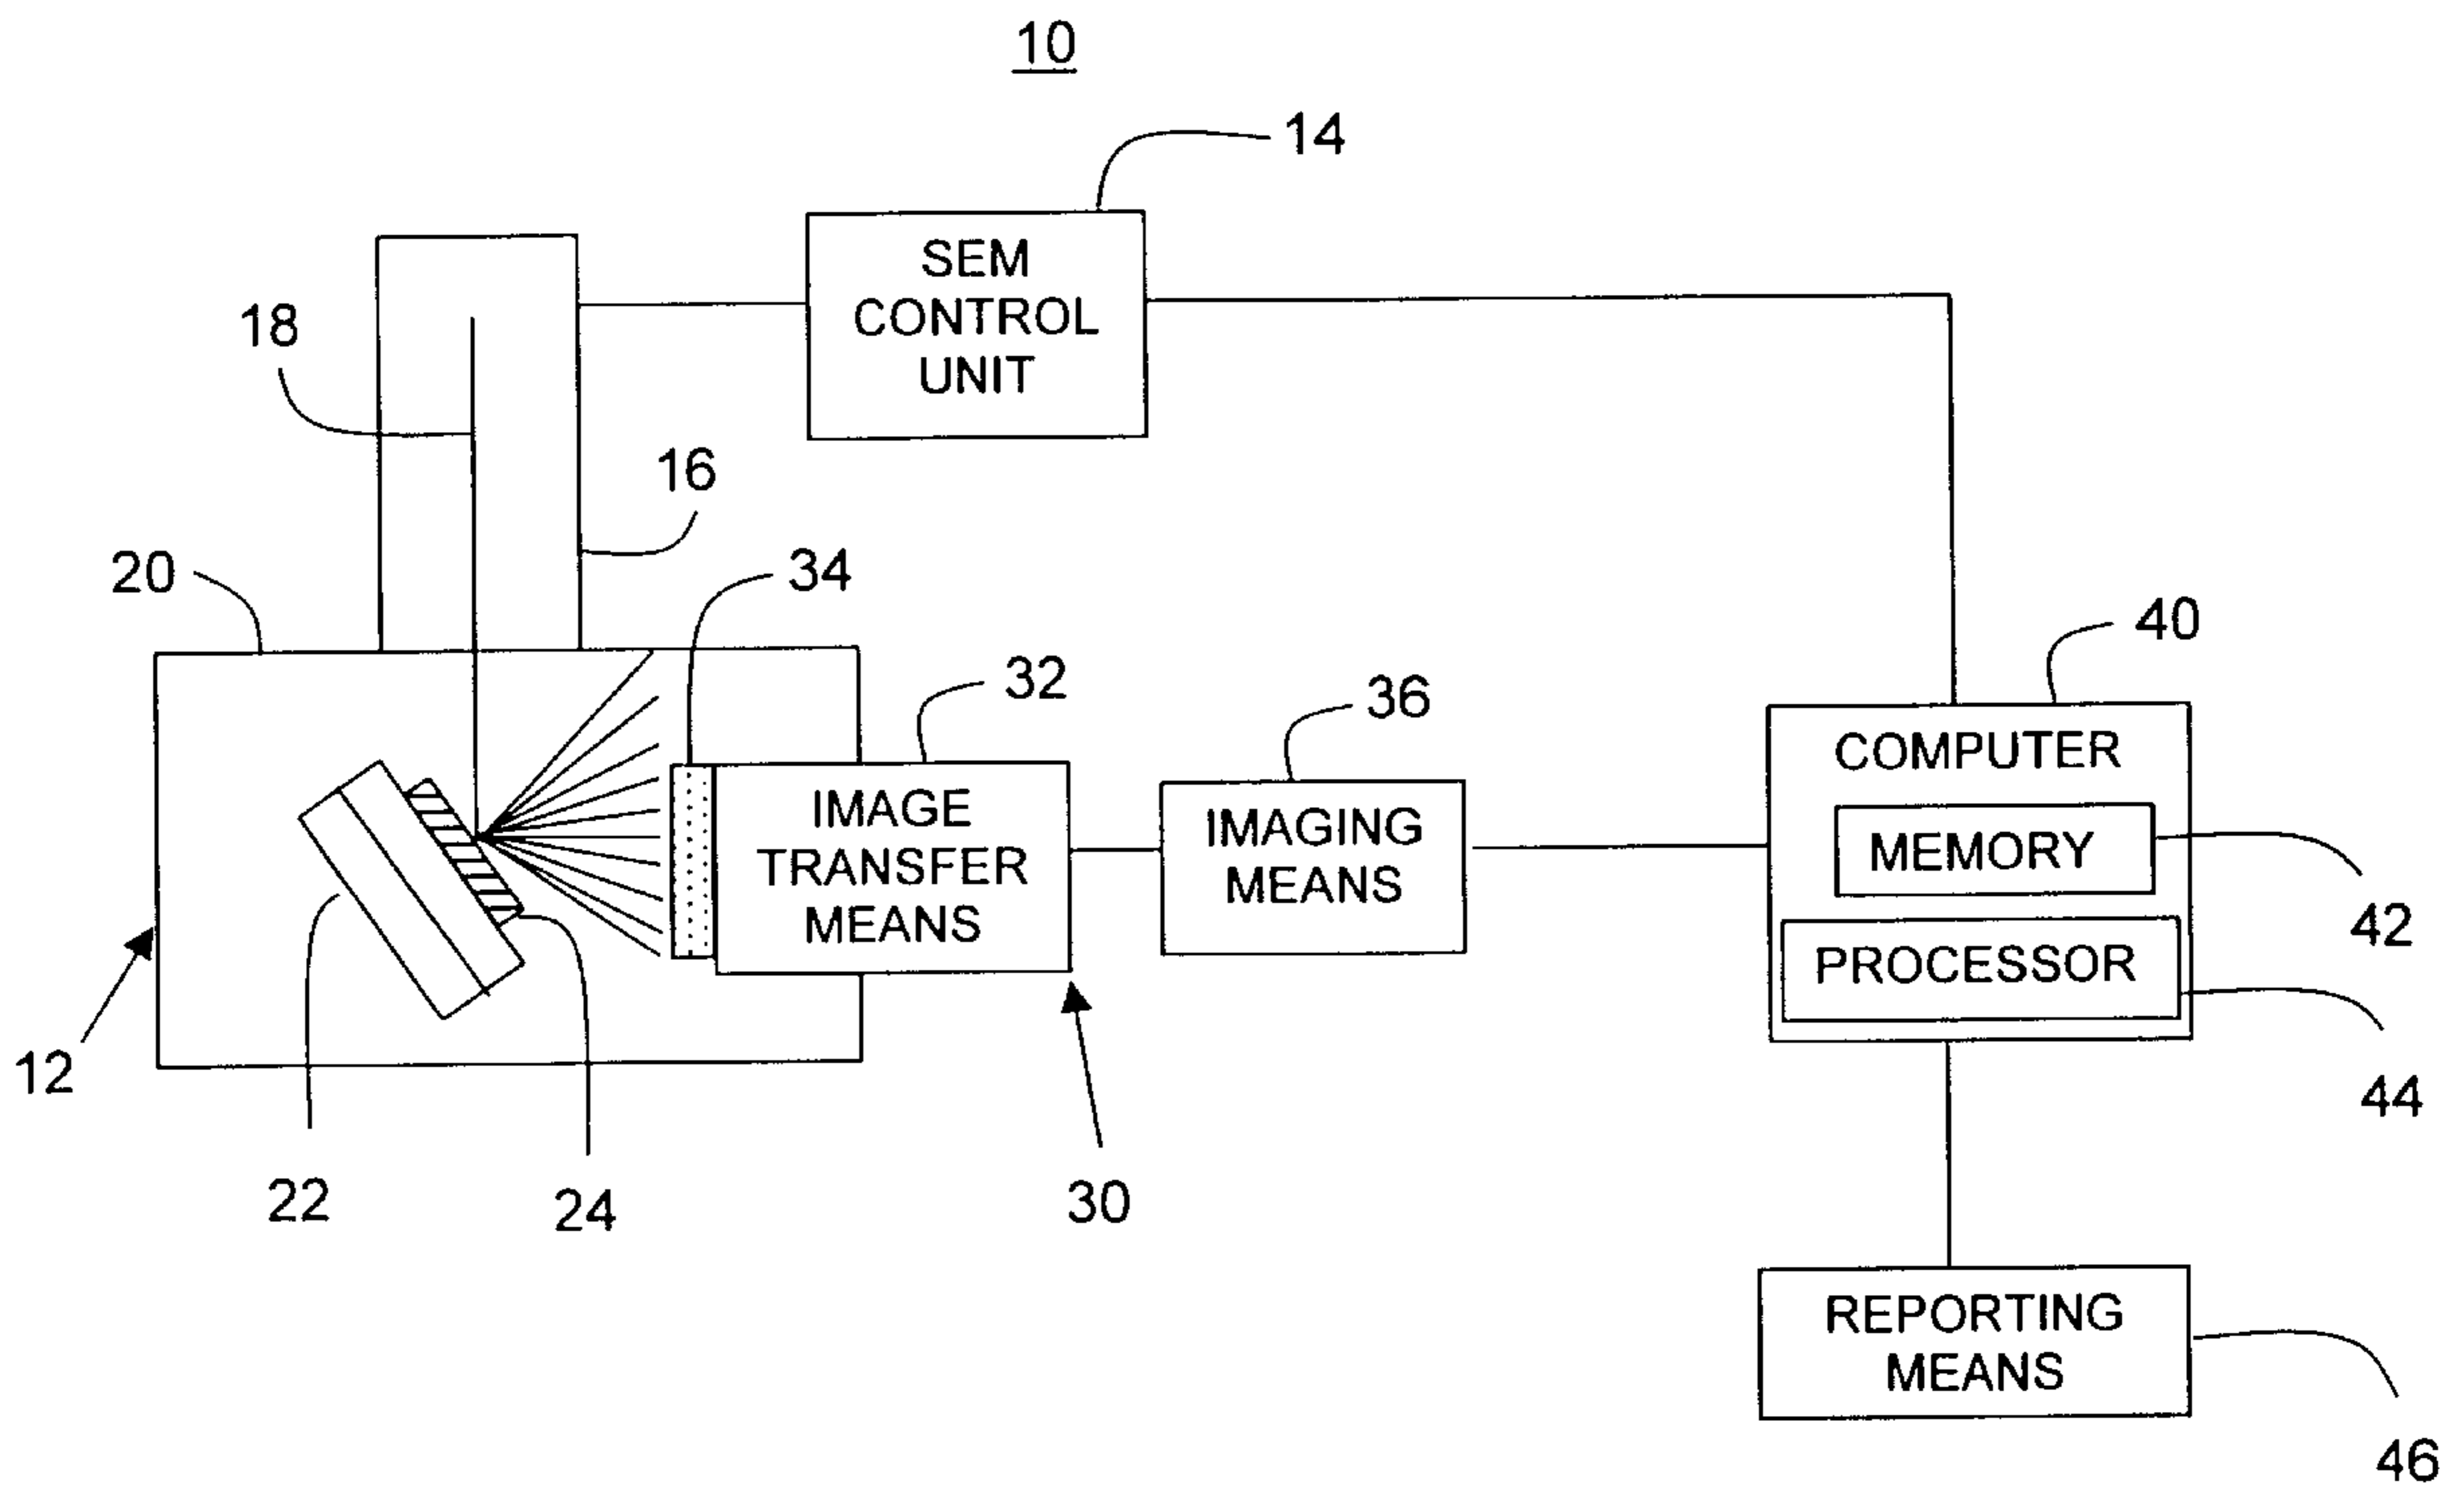 10
14
SEM
CONTROL
UNIT
18
16
20
34
32
36
40
COMPUTER
MEMORY
PROCESSOR
IMAGE
TRANSFER
MEANS
IMAGING
MEANS
42
12
44
22
24
30
REPORTING
MEANS
46